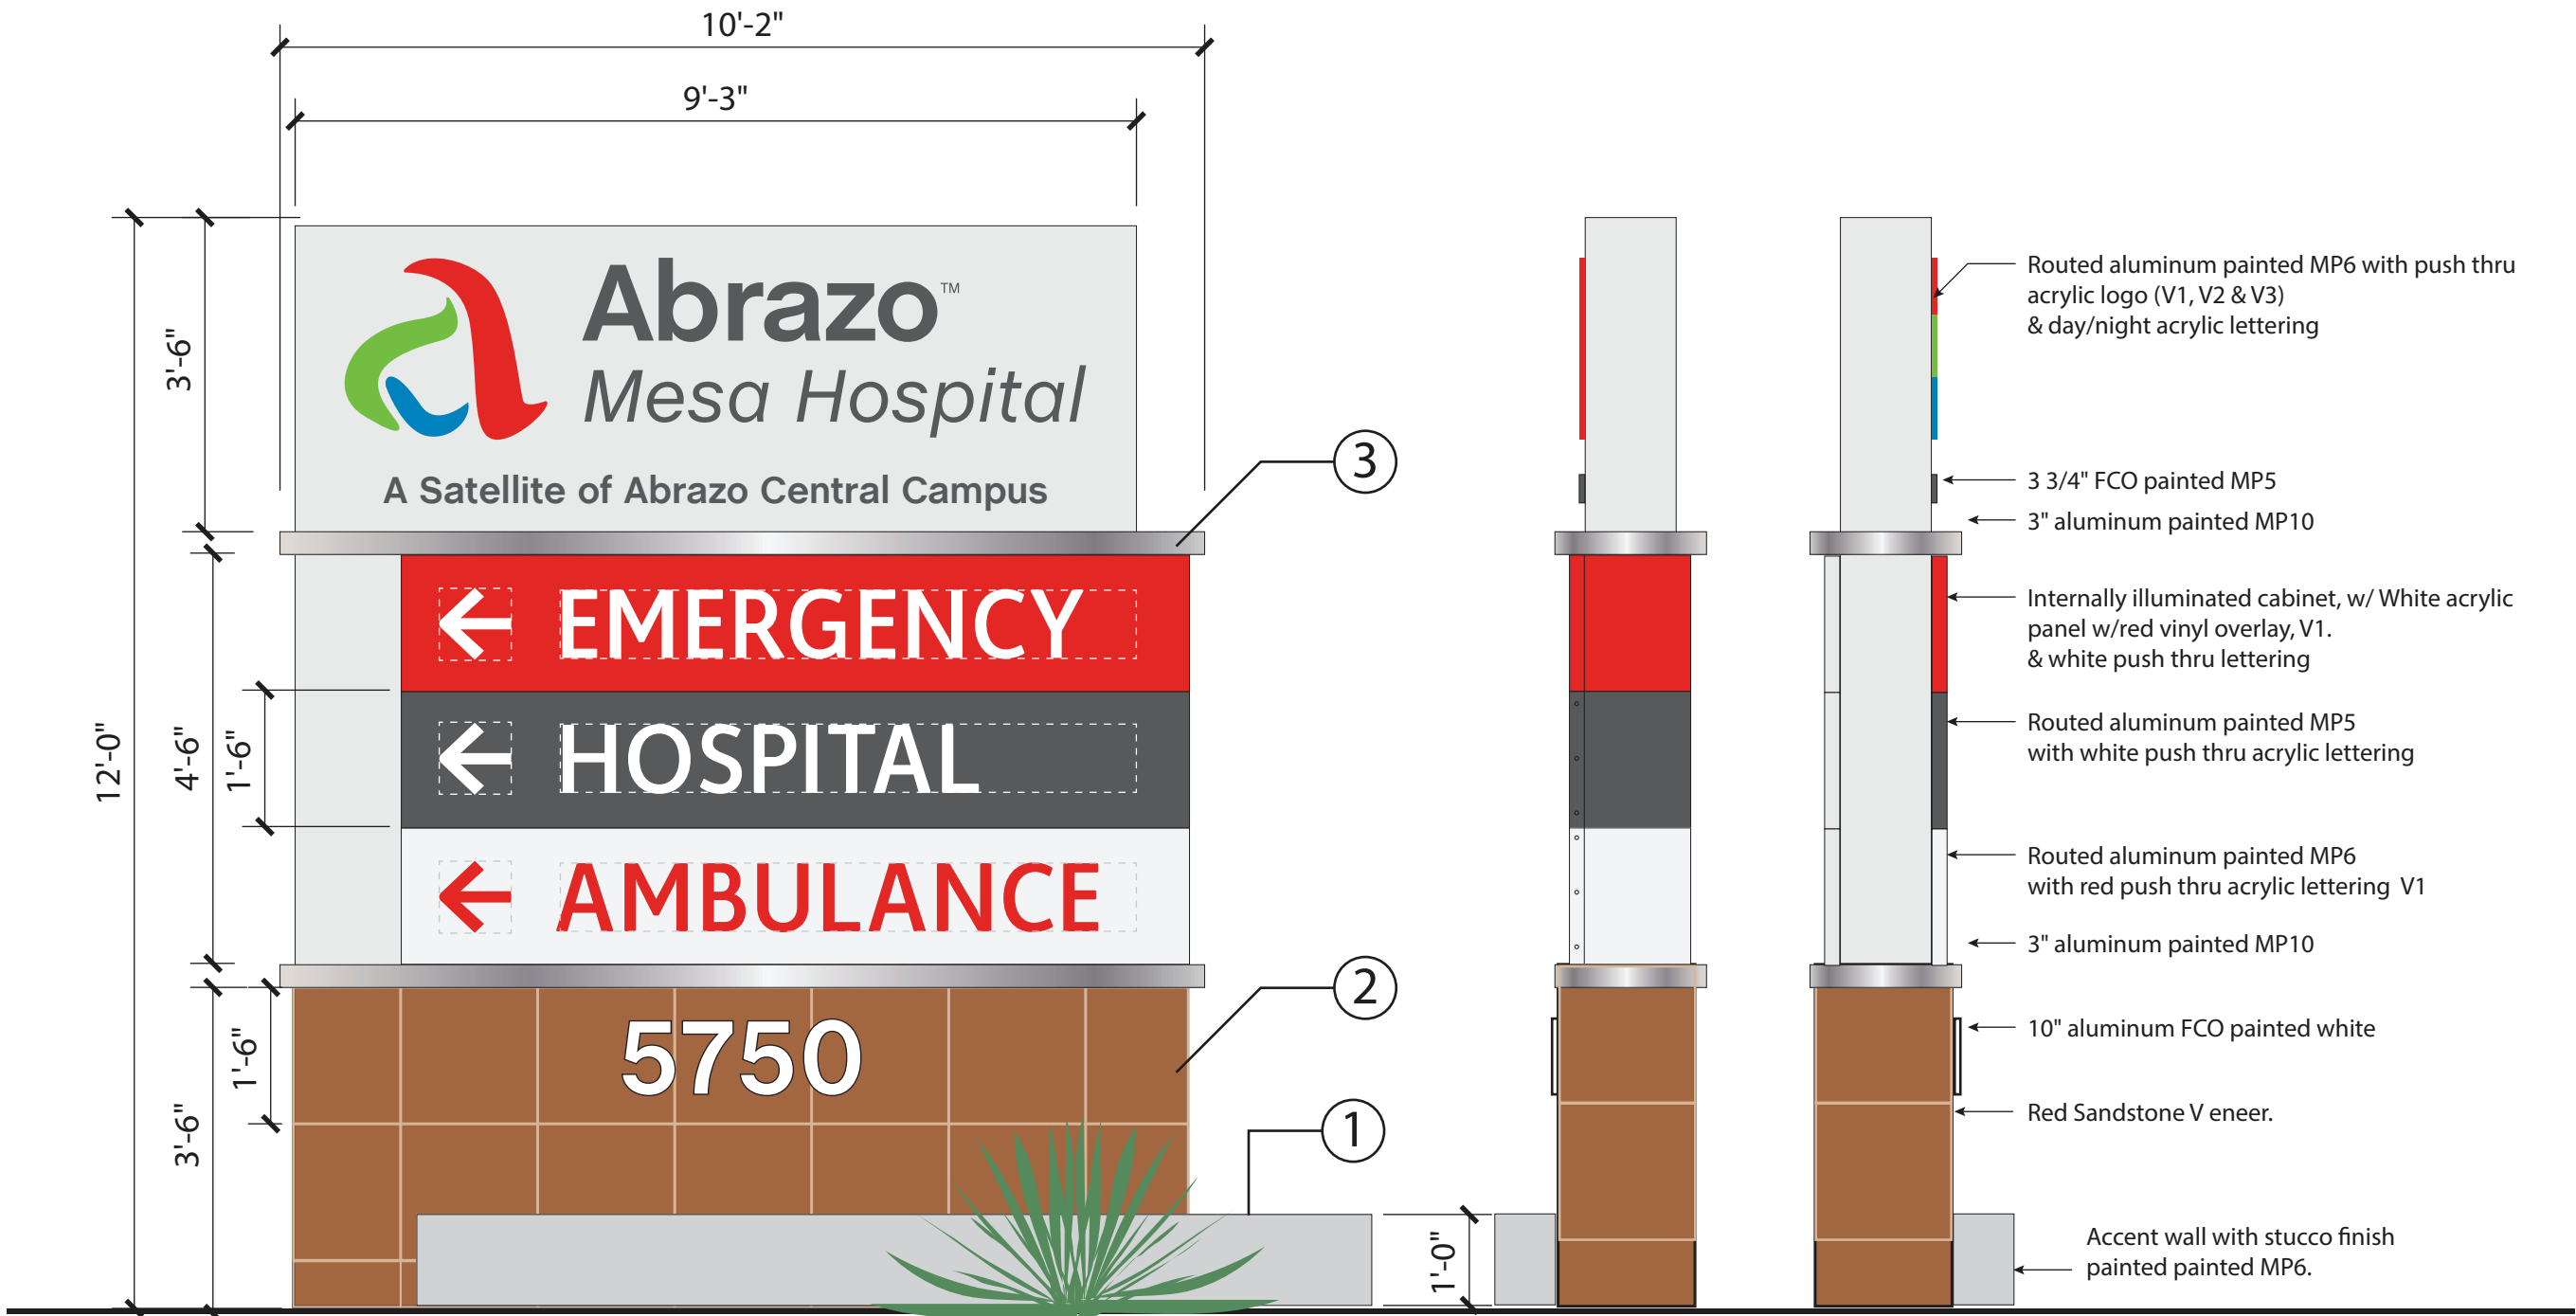 10'-2"
9'-3"
3'-6"
12'-0"
4'-6"
1'-6"
1'-6"
3'-6"
Abrazo™
Mesa Hospital
A Satellite of Abrazo Central Campus
← EMERGENCY
← HOSPITAL
← AMBULANCE
5750
3
2
1
1'-0"
Routed aluminum painted MP6 with push thru
acrylic logo (V1, V2 & V3)
& day/night acrylic lettering
3 3/4" FCO painted MP5
3" aluminum painted MP10
Internally illuminated cabinet, w/ White acrylic
panel w/red vinyl overlay, V1.
& white push thru lettering
Routed aluminum painted MP5
with white push thru acrylic lettering
Routed aluminum painted MP6
with red push thru acrylic lettering V1
3" aluminum painted MP10
10" aluminum FCO painted white
Red Sandstone V eneer.
Accent wall with stucco finish
painted painted MP6.